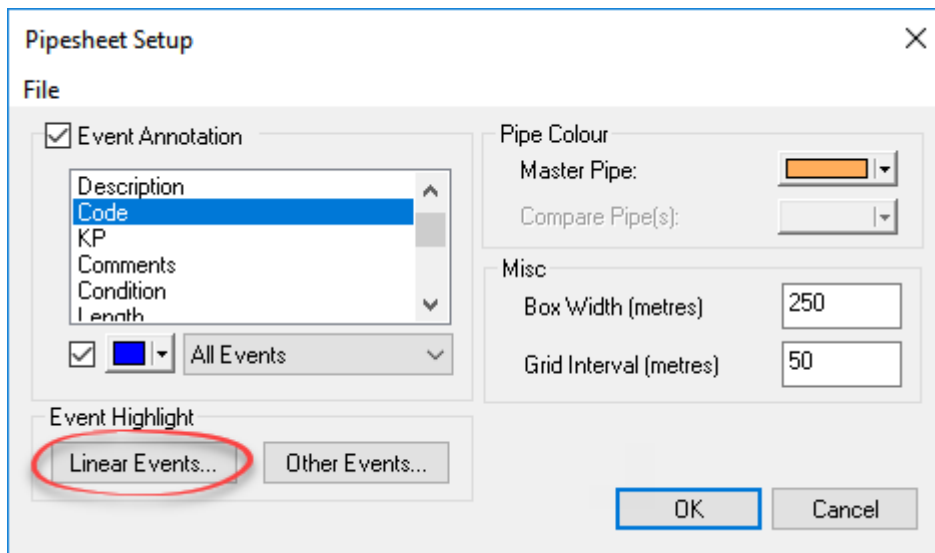 Pipesheet Setup
File
Event Annotation
Description
Code
KP
Comments
Condition
Length
All Events
Event Highlight
Linear Events...
Other Events...
Pipe Colour
Master Pipe:
Compare Pipe(s):
Misc
Box Width (metres)
250
Grid Interval (metres)
50
OK
Cancel